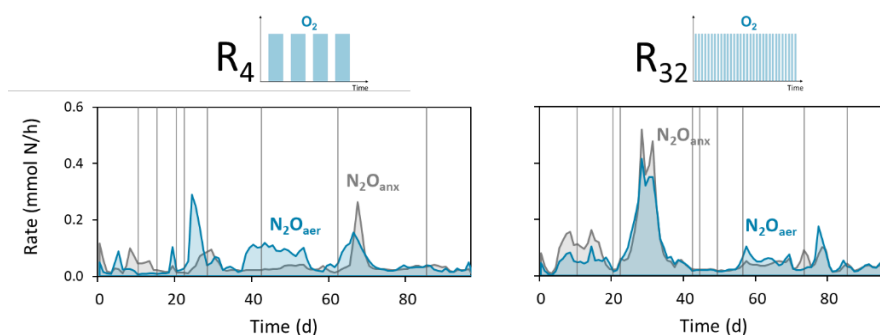 O₂
R₄
Time
O₂
R₃₂
Time
Rate (mmol N/h)
0.6
0.4
0.2
0.0
N₂Oaer
N₂Oanx
0
20
40
60
80
Time (d)
N₂Oanx
N₂Oaer
0
20
40
60
80
Time (d)